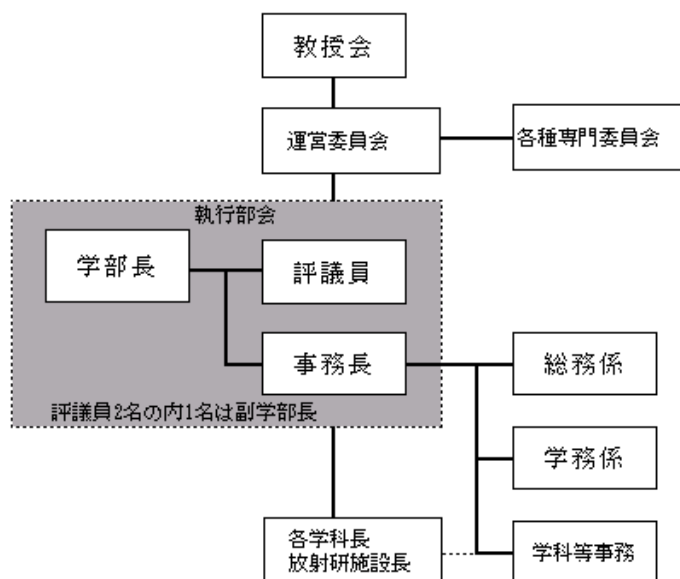 教授会
運営委員会
各種専門委員会
執行部会
学部長
評議員
事務長
総務係
評議員2名の内1名は副学部長
学務係
各学科長
放射研施設長
学科等事務